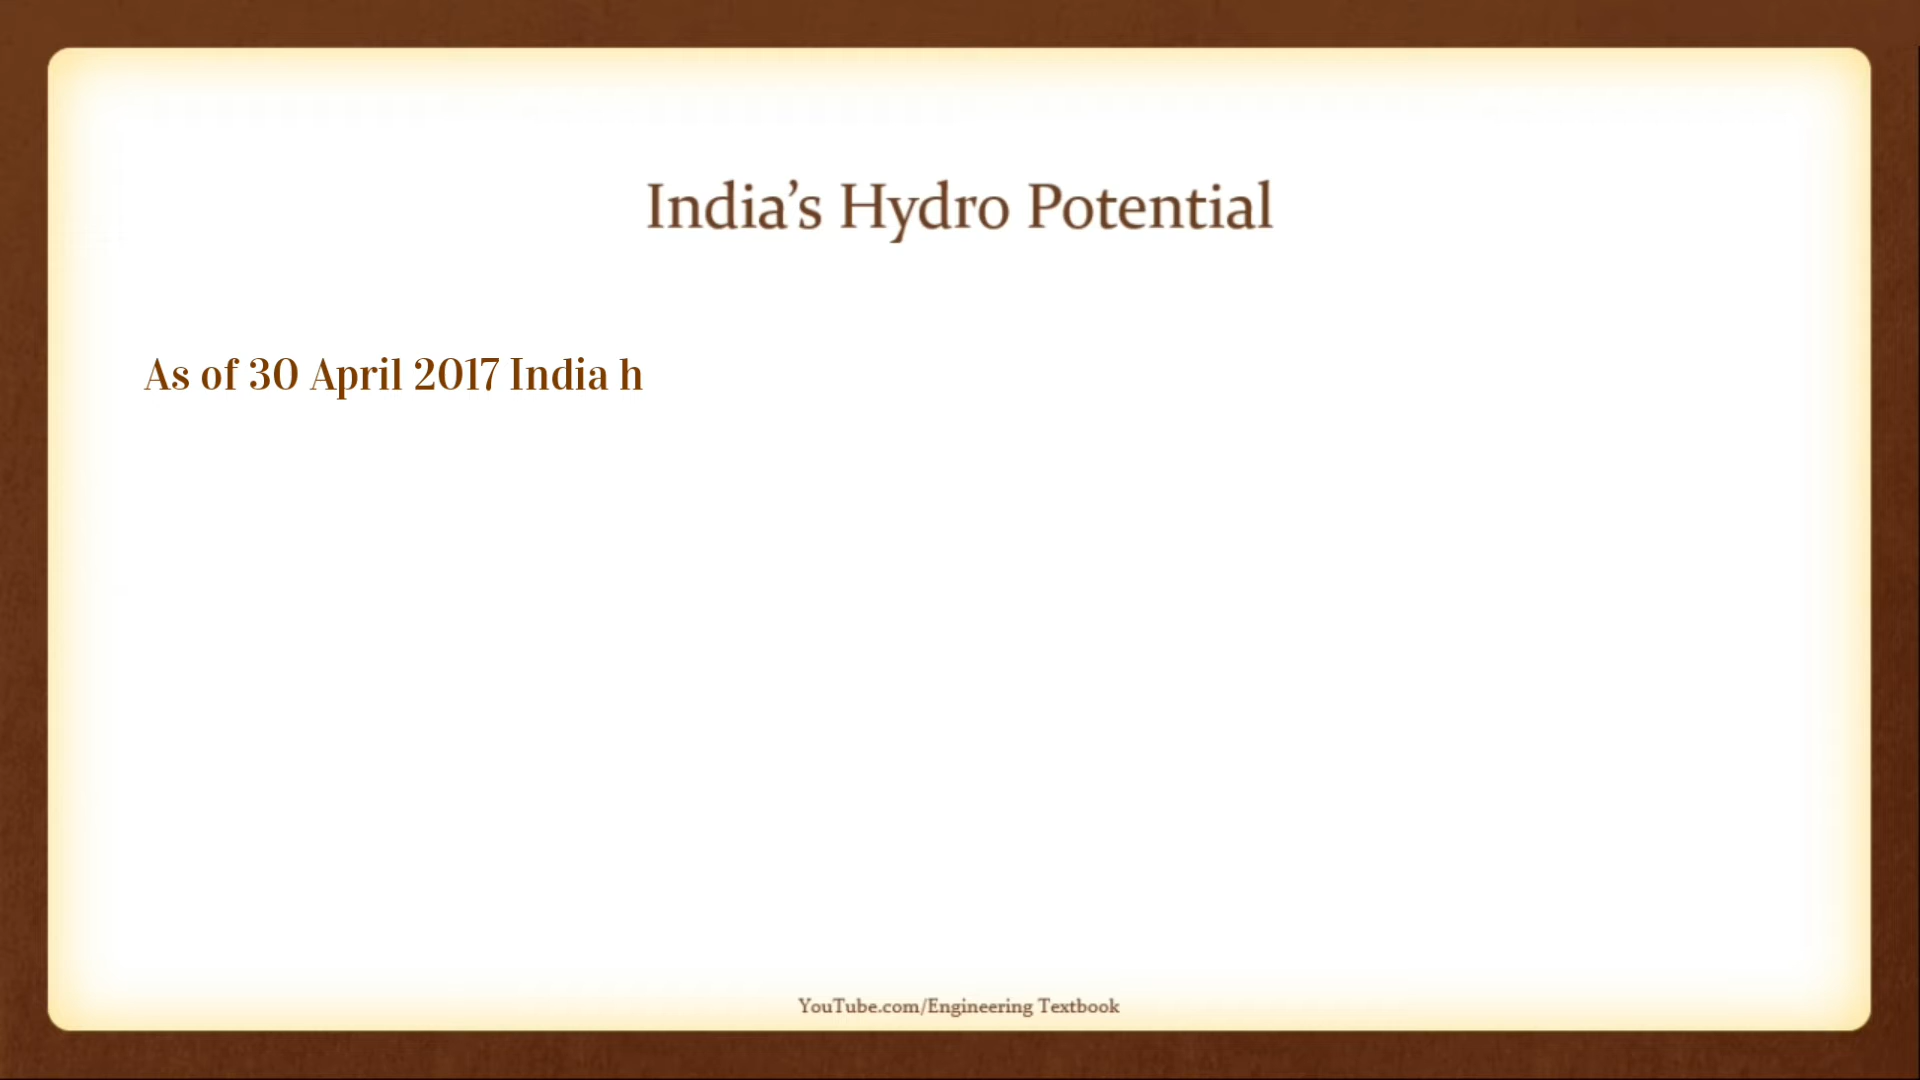 India’s Hydro Potential
As of 30 April 2017 India h
YouTube.com/Engineering Textbook